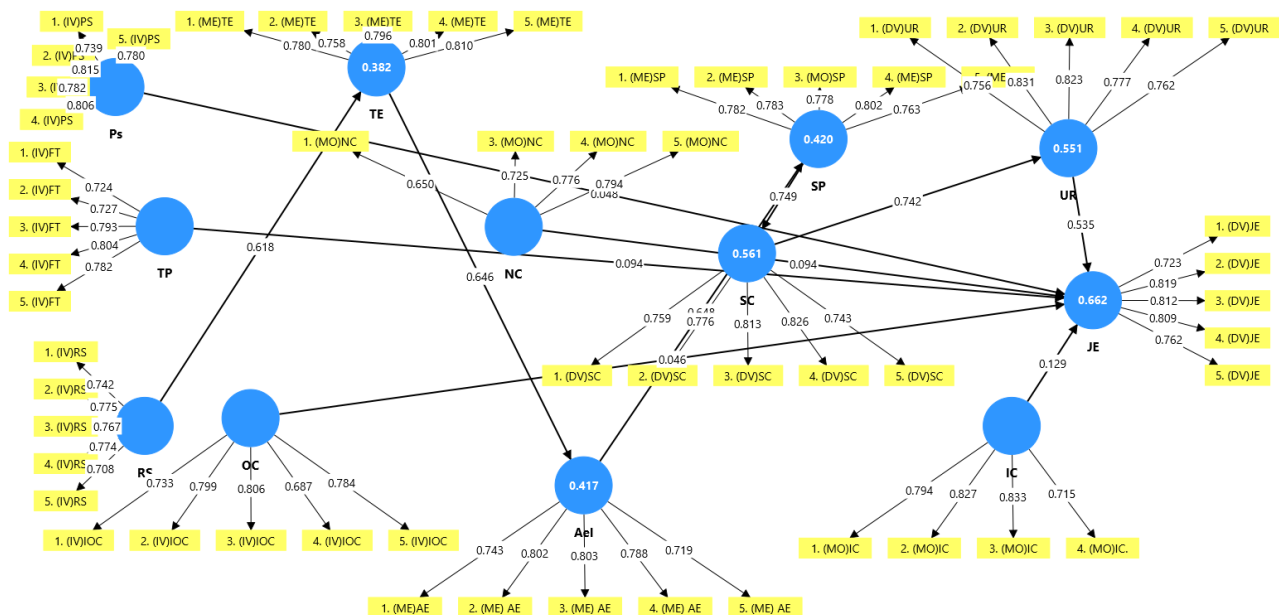 1. (IV)PS
5. (IV)PS
0.739
0.780
0.815
3. (I
0.782
0.806
4. (IV)PS
Ps
1. (ME)TE
2. (ME)TE
3. (ME)TE
4. (ME)TE
5. (ME)TE
0.780
0.758
0.796
0.801
0.810
0.382
TE
1. (DV)UR
2. (DV)UR
3. (DV)UR
4. (DV)UR
5. (DV)UR
0.756
0.831
0.823
0.777
0.762
0.551
UR
1. (ME)SP
2. (ME)SP
3. (MO)SP
4. (ME)SP
0.782
0.783
0.778
0.802
0.763
0.420
SP
1. (MO)NC
3. (MO)NC
4. (MO)NC
5. (MO)NC
0.650
0.725
0.776
0.794
0.048
NC
1. (IV)FT
2. (IV)FT
3. (IV)FT
4. (IV)FT
5. (IV)FT
0.724
0.727
0.793
0.804
0.782
TP
0.618
0.646
0.749
0.742
0.535
0.094
0.094
0.561
SC
0.648
0.776
0.759
0.813
0.826
0.743
0.046
1. (DV)SC
2. (DV)SC
3. (DV)SC
4. (DV)SC
5. (DV)SC
0.662
JE
0.723
0.819
0.812
0.809
0.762
1. (DV)JE
2. (DV)JE
3. (DV)JE
4. (DV)JE
5. (DV)JE
0.129
1. (IV)RS
2. (IV)RS
3. (IV)RS
4. (IV)RS
5. (IV)RS
0.742
0.775
0.767
0.774
0.708
RS
OC
0.733
0.799
0.806
0.687
0.784
1. (IV)IOC
2. (IV)IOC
3. (IV)IOC
4. (IV)IOC
5. (IV)IOC
0.417
AeI
0.743
0.802
0.803
0.788
0.719
1. (ME)AE
2. (ME) AE
3. (ME) AE
4. (ME) AE
5. (ME) AE
IC
0.794
0.827
0.833
0.715
1. (MO)IC
2. (MO)IC
3. (MO)IC
4. (MO)IC.